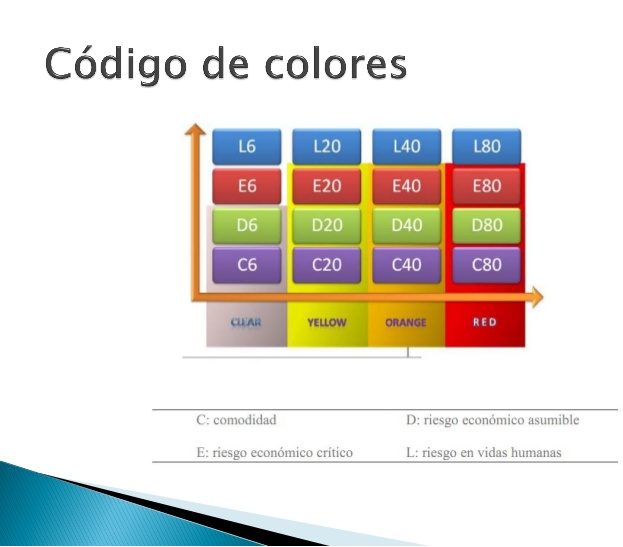 Código de colores
L6 L20 L40 L80
E6 E20 E40 E80
D6 D20 D40 D80
C6 C20 C40 C80
CLEAR YELLOW ORANGE RED
C: comodidad D: riesgo económico asumible
E: riesgo económico crítico L: riesgo en vidas humanas